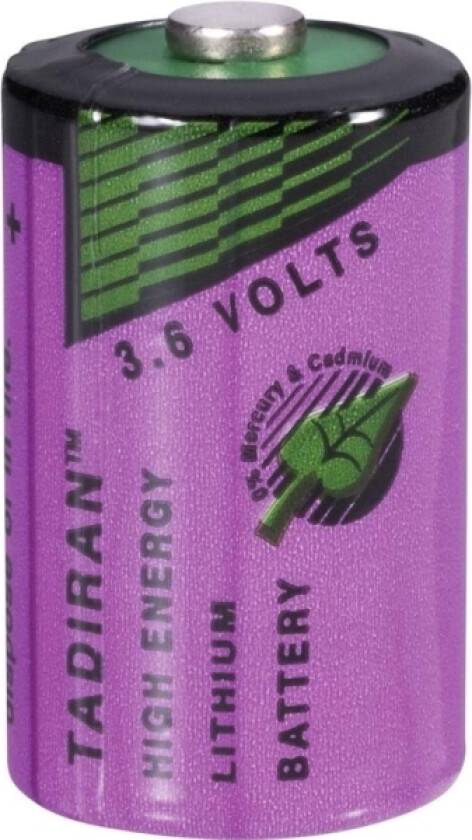 +
3.6 VOLTS
0% Mercury & Cadmium
TADIRAN™
HIGH ENERGY
LITHIUM
BATTERY